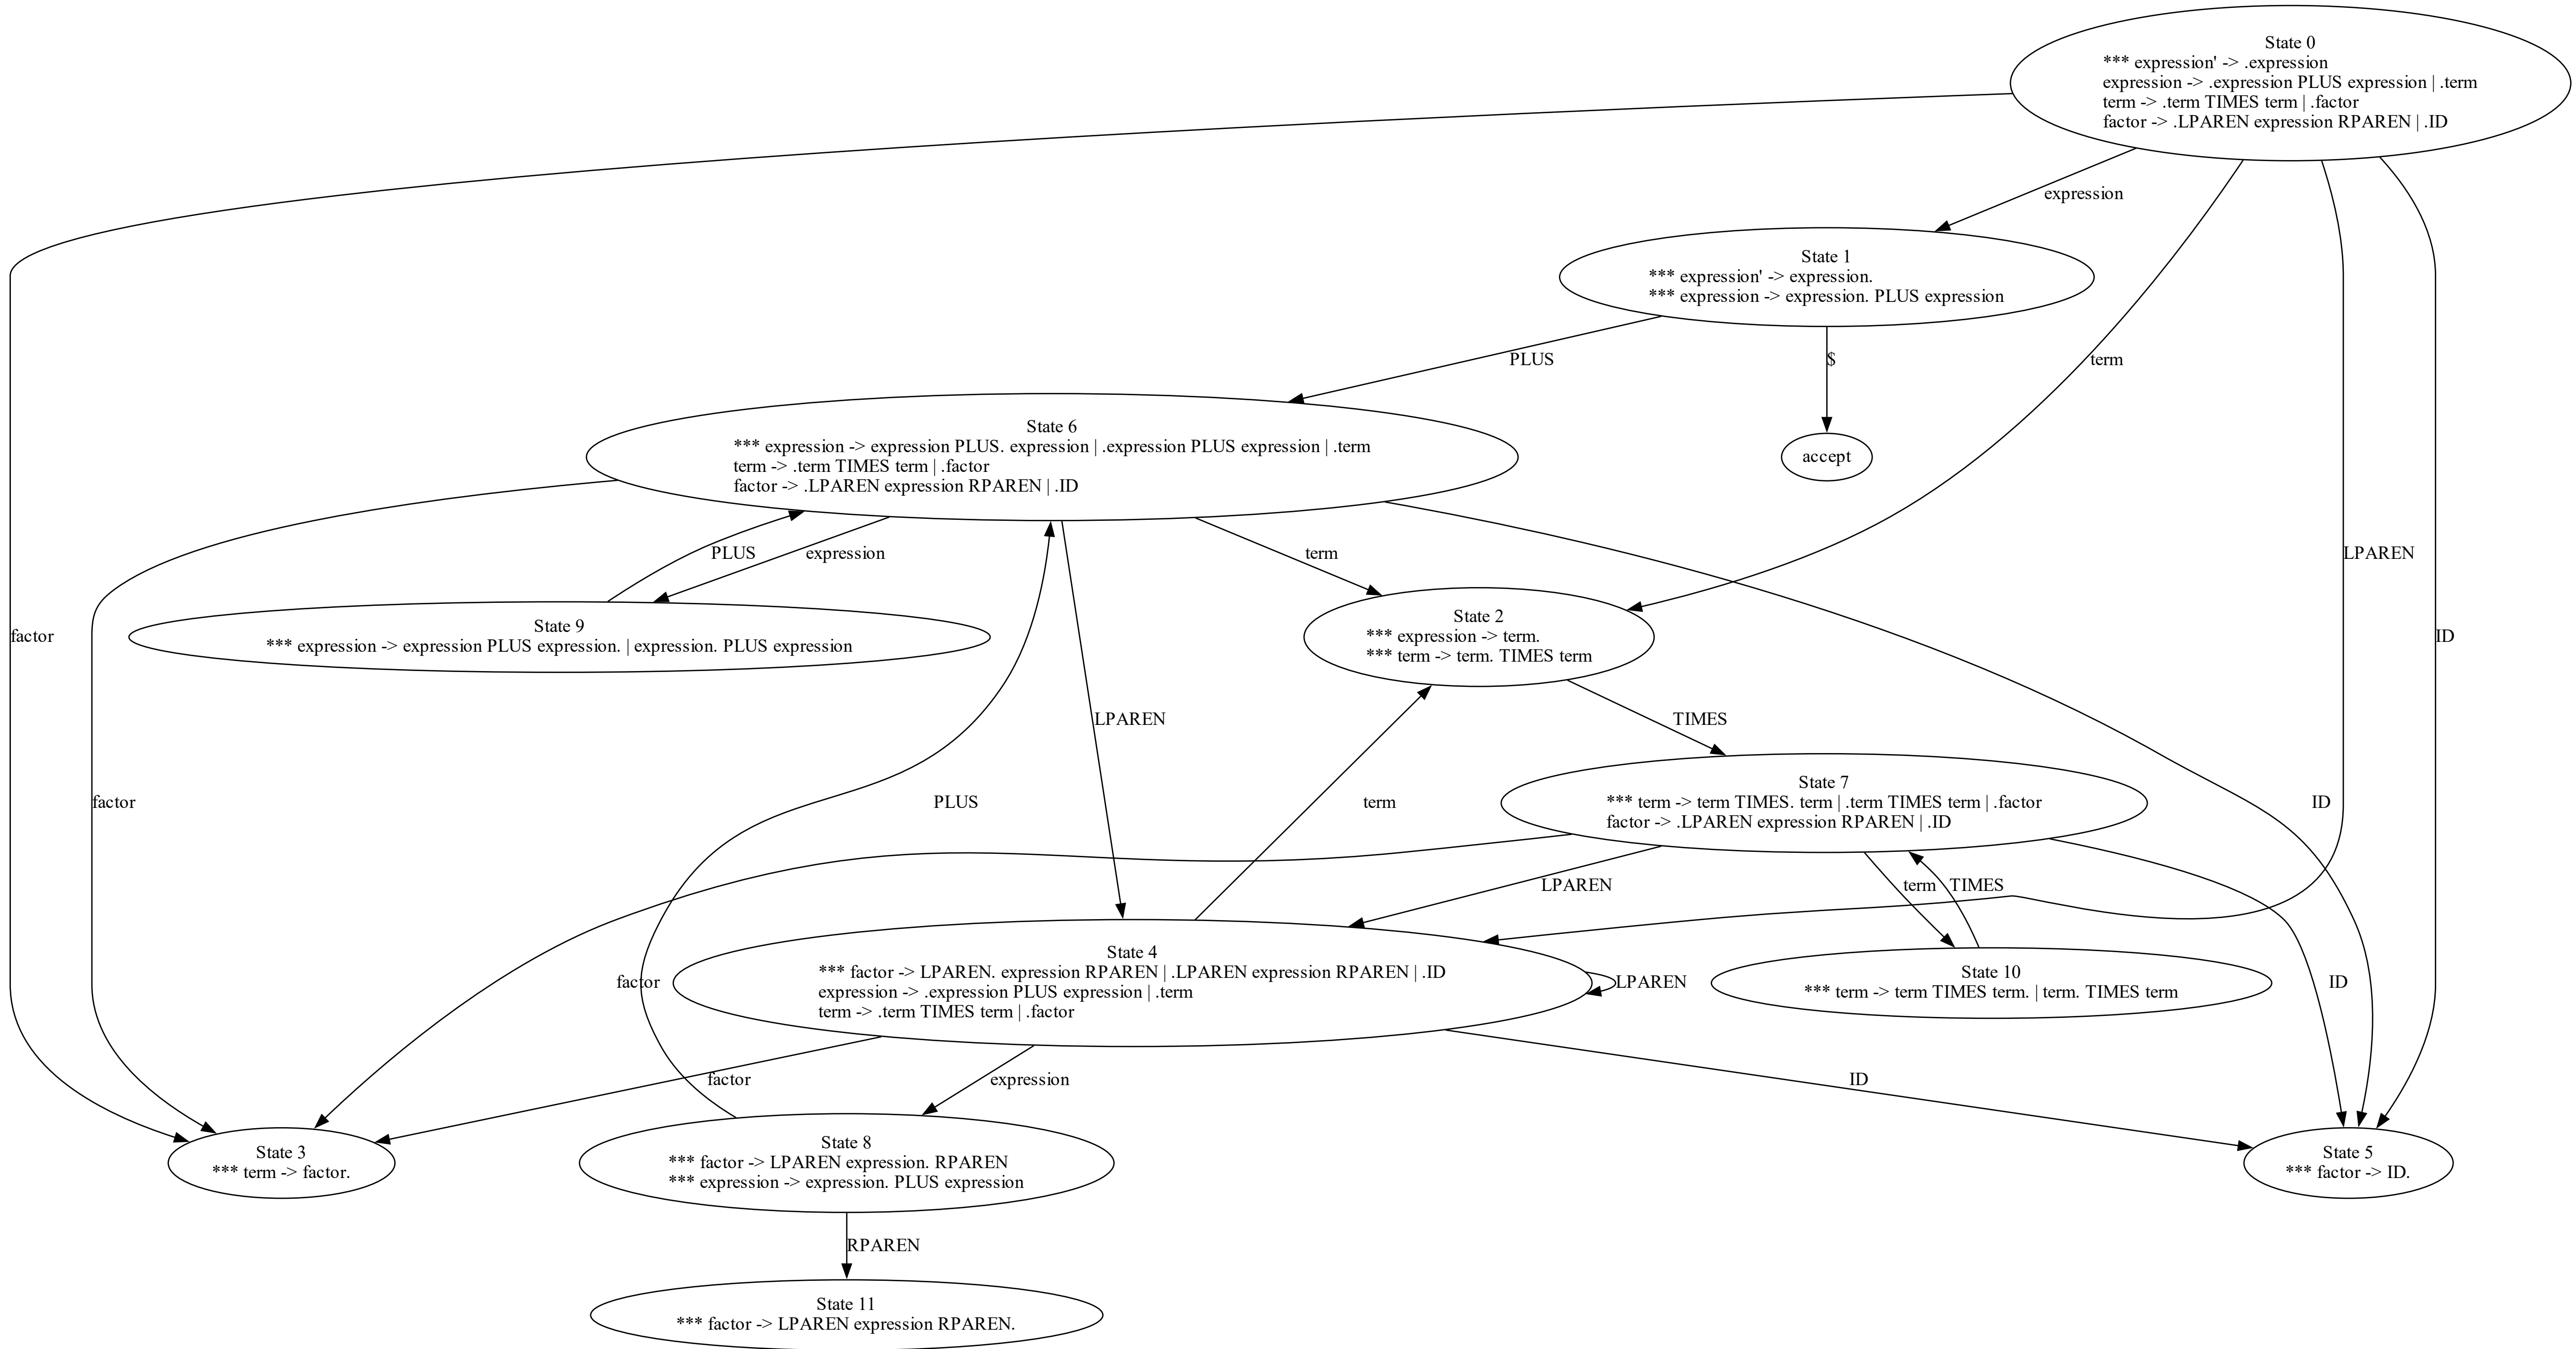 State 0
*** expression' -> .expression
expression -> .expression PLUS expression | .term
term -> .term TIMES term | .factor
factor -> .LPAREN expression RPAREN | .ID
expression
State 1
*** expression' -> expression.
*** expression -> expression. PLUS expression
PLUS
$
term
State 6
*** expression -> expression PLUS. expression | .expression PLUS expression | .term
term -> .term TIMES term | .factor
factor -> .LPAREN expression RPAREN | .ID
accept
PLUS
expression
term
LPAREN
factor
State 9
*** expression -> expression PLUS expression. | expression. PLUS expression
State 2
*** expression -> term.
*** term -> term. TIMES term
ID
LPAREN
TIMES
factor
PLUS
term
State 7
*** term -> term TIMES. term | .term TIMES term | .factor
factor -> .LPAREN expression RPAREN | .ID
ID
LPAREN
term
TIMES
factor
State 4
*** factor -> LPAREN. expression RPAREN | .LPAREN expression RPAREN | .ID
expression -> .expression PLUS expression | .term
term -> .term TIMES term | .factor
LPAREN
State 10
*** term -> term TIMES term. | term. TIMES term
ID
factor
expression
ID
State 3
*** term -> factor.
State 8
*** factor -> LPAREN expression. RPAREN
*** expression -> expression. PLUS expression
State 5
*** factor -> ID.
RPAREN
State 11
*** factor -> LPAREN expression RPAREN.